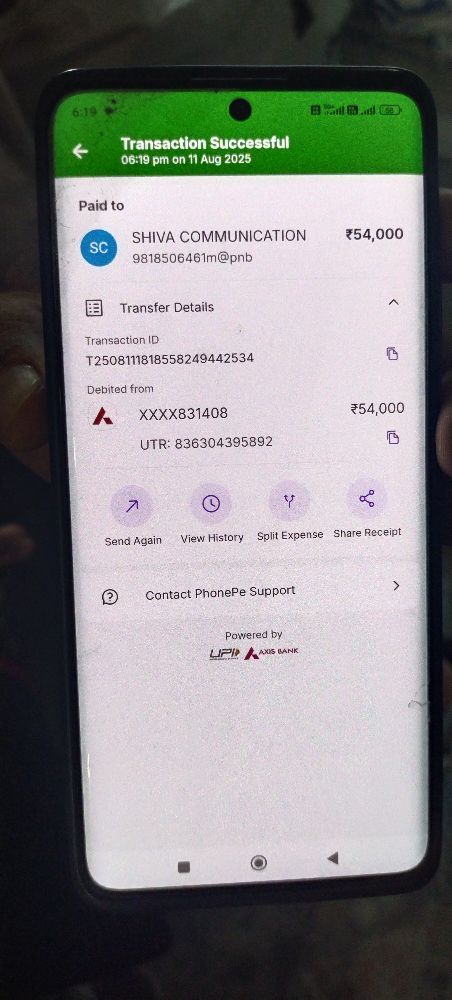 6:19
Transaction Successful
06:19 pm on 11 Aug 2025
Paid to
SC
SHIVA COMMUNICATION
₹54,000
9818506461m@pnb
Transfer Details
Transaction ID
T2508111818558249442534
Debited from
XXXX831408
₹54,000
UTR: 836304395892
Send Again
View History
Split Expense
Share Receipt
Contact PhonePe Support
Powered by
UPI AXIS BANK